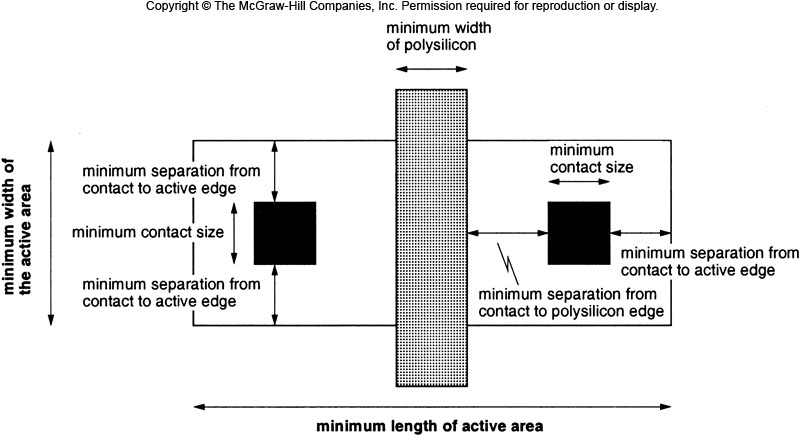 Copyright © The McGraw-Hill Companies, Inc. Permission required for reproduction or display.
minimum width
of polysilicon
minimum width of
the active area
minimum separation from
contact to active edge
minimum contact size
minimum separation from
contact to active edge
minimum
contact size
minimum separation from
contact to active edge
minimum separation from
contact to polysilicon edge
minimum length of active area